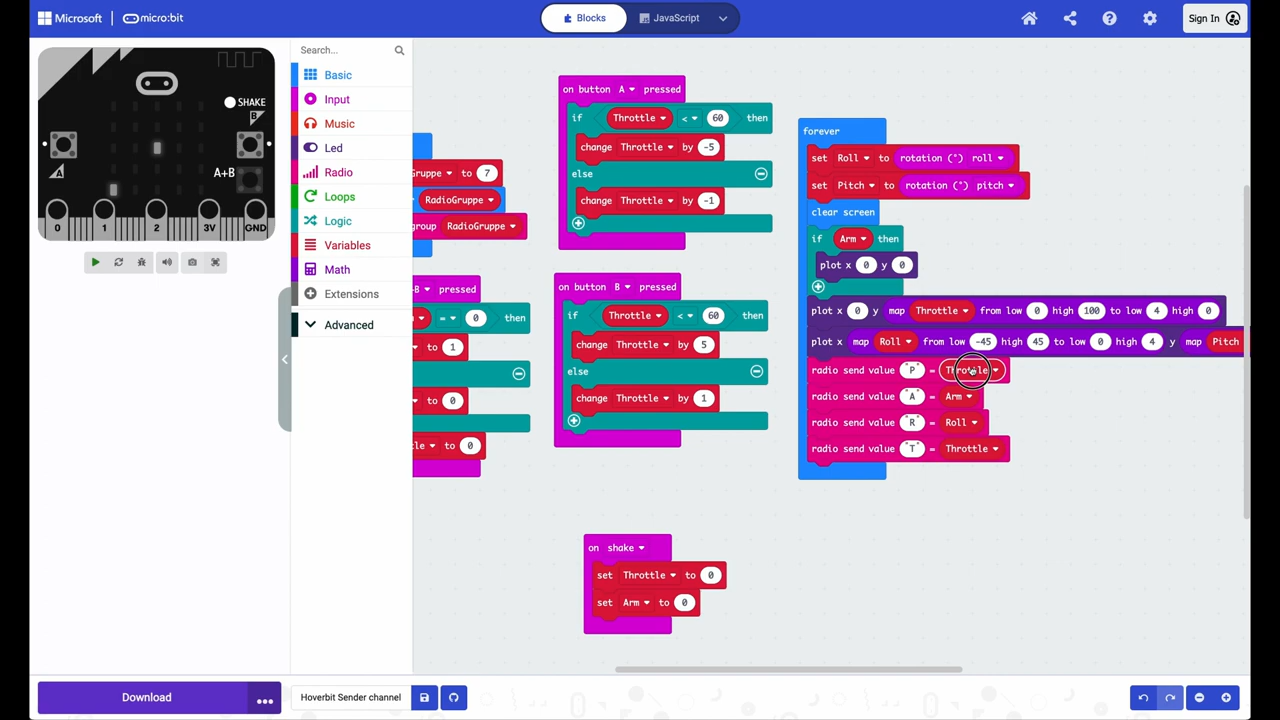 Microsoft
micro:bit
Blocks
JavaScript
Sign In
SHAKE
B
A
A+B
0 1 2 3V GND
Search...
Basic
Input
Music
Led
Radio
Loops
Logic
Variables
Math
Extensions
Advanced
Gruppe to 7
RadioGruppe
group RadioGruppe
B pressed
= 0 then
to 1
to 0
le to 0
on button A pressed
if Throttle < 60 then
change Throttle by -5
else
change Throttle by -1
on button B pressed
if Throttle < 60 then
change Throttle by 5
else
change Throttle by 1
on shake
set Throttle to 0
set Arm to 0
forever
set Roll to rotation (°) roll
set Pitch to rotation (°) pitch
clear screen
if Arm then
plot x 0 y 0
plot x 0 y map Throttle from low 0 high 100 to low 4 high 0
plot x map Roll from low -45 high 45 to low 0 high 4 y map Pitch
radio send value "P" = Throttle
radio send value "A" = Arm
radio send value "R" = Roll
radio send value "T" = Throttle
Download
Hoverbit Sender channel